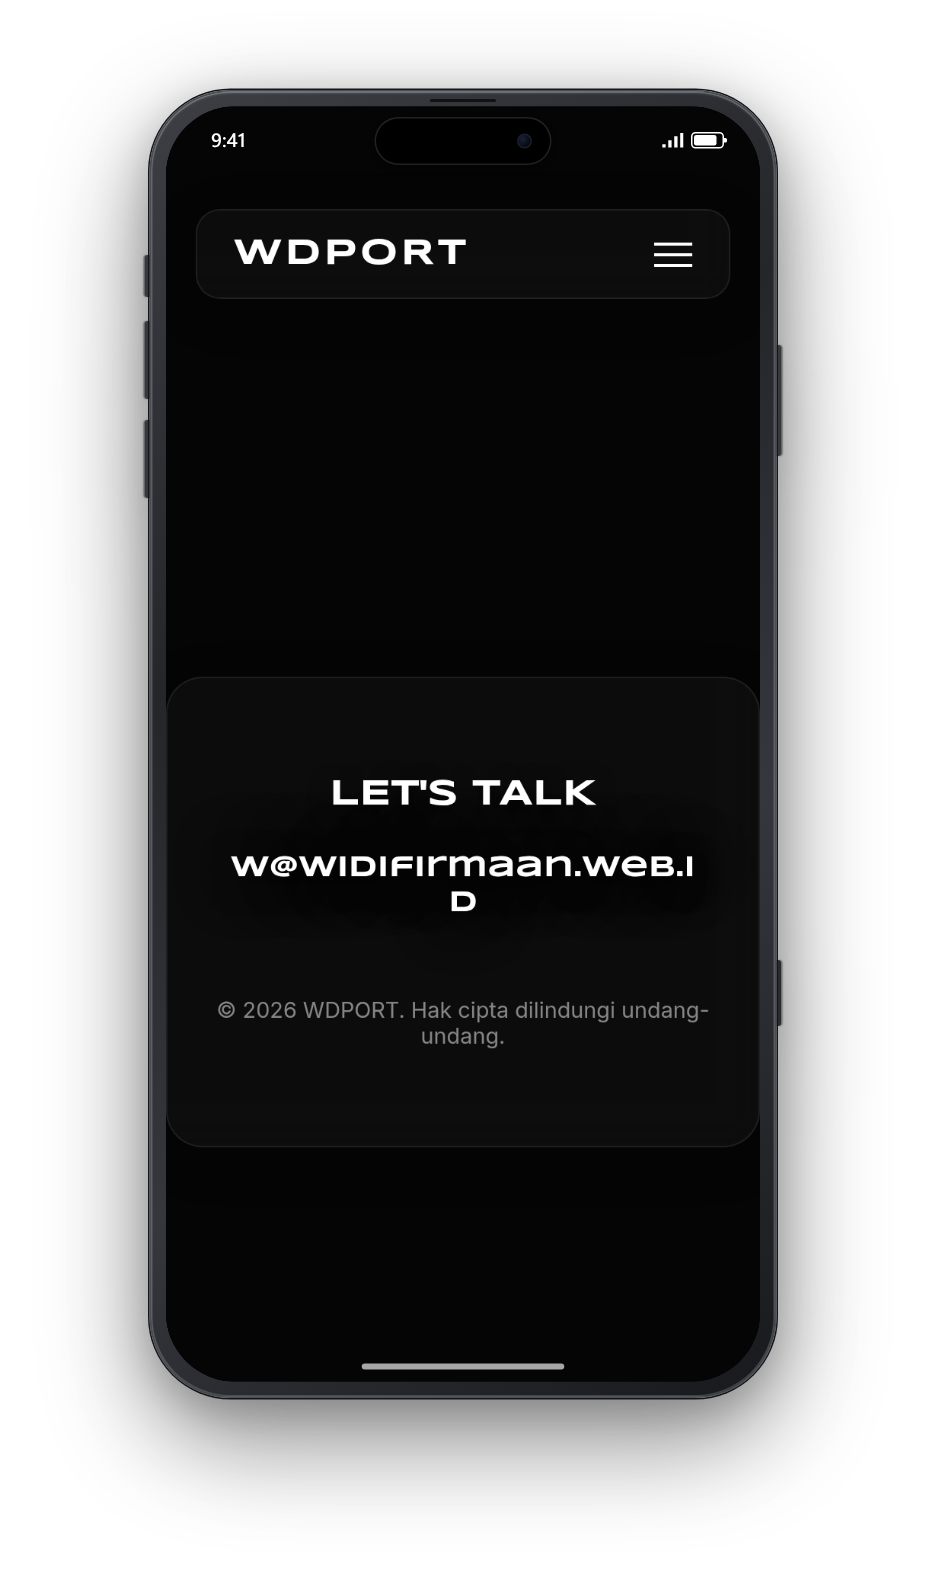 9:41
WDPORT
LET'S TALK
W@WIDIFIrmaan.WeB.I
D
© 2026 WDPORT. Hak cipta dilindungi undang-
undang.